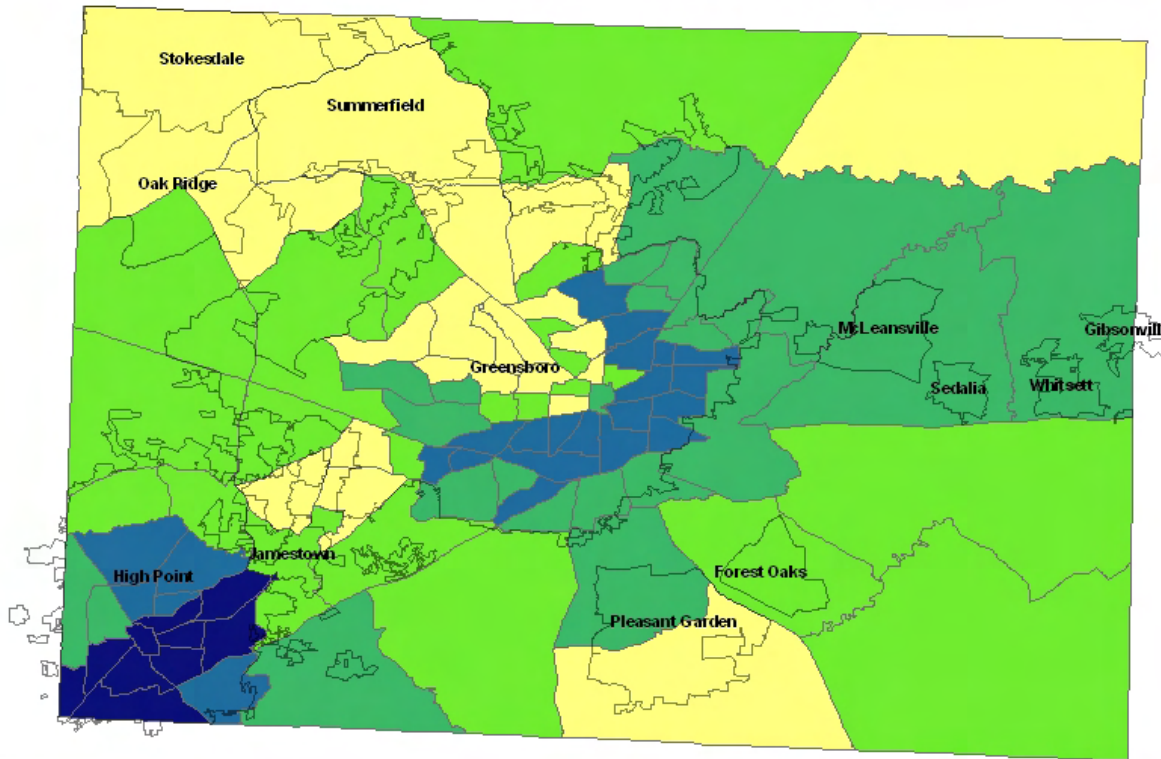 Stokesdale
Summerfield
Oak Ridge
McLeansville
Gibsonvill
Greensboro
Sedalia
Whitsett
Jamestown
High Point
Forest Oaks
Pleasant Garden